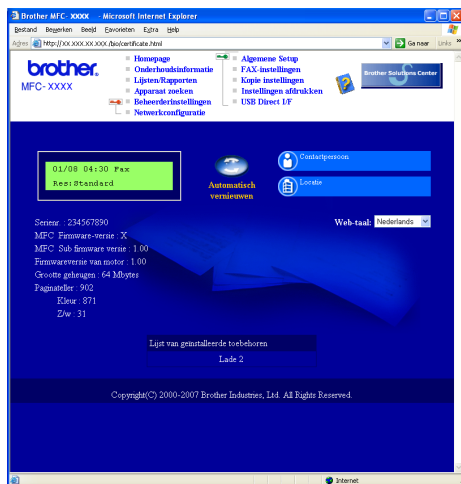 Brother MFC-XXXX - Microsoft Internet Explorer
Bestand Bewerken Beeld Favorieten Extra Help
Adres http://XX.XXX.XX.XXX /bio/certificate.html Ga naar Links »
brother.
MFC- XXXX
Homepage
Onderhoudsinformatie
Lijsten/Rapporten
Apparaat zoeken
Beheerderinstellingen
Netwerkconfiguratie
Algemene Setup
FAX-instellingen
Kopie instellingen
Instellingen afdrukken
USB Direct I/F
Brother Solutions Center
01/08 04:30 Fax
Res:Standard
Automatisch
vernieuwen
Contactpersoon
Locatie
Serienr. : 234567890
Web-taal: Nederlands
MFC Firmware-versie : X
MFC Sub firmware versie : 1.00
Firmwareversie van motor : 1.00
Grootte geheugen : 64 Mbytes
Paginateller : 902
Kleur : 871
Z/w : 31
Lijst van geïnstalleerde toebehoren
Lade 2
Copyright(C) 2000-2007 Brother Industries, Ltd. All Rights Reserved.
Internet